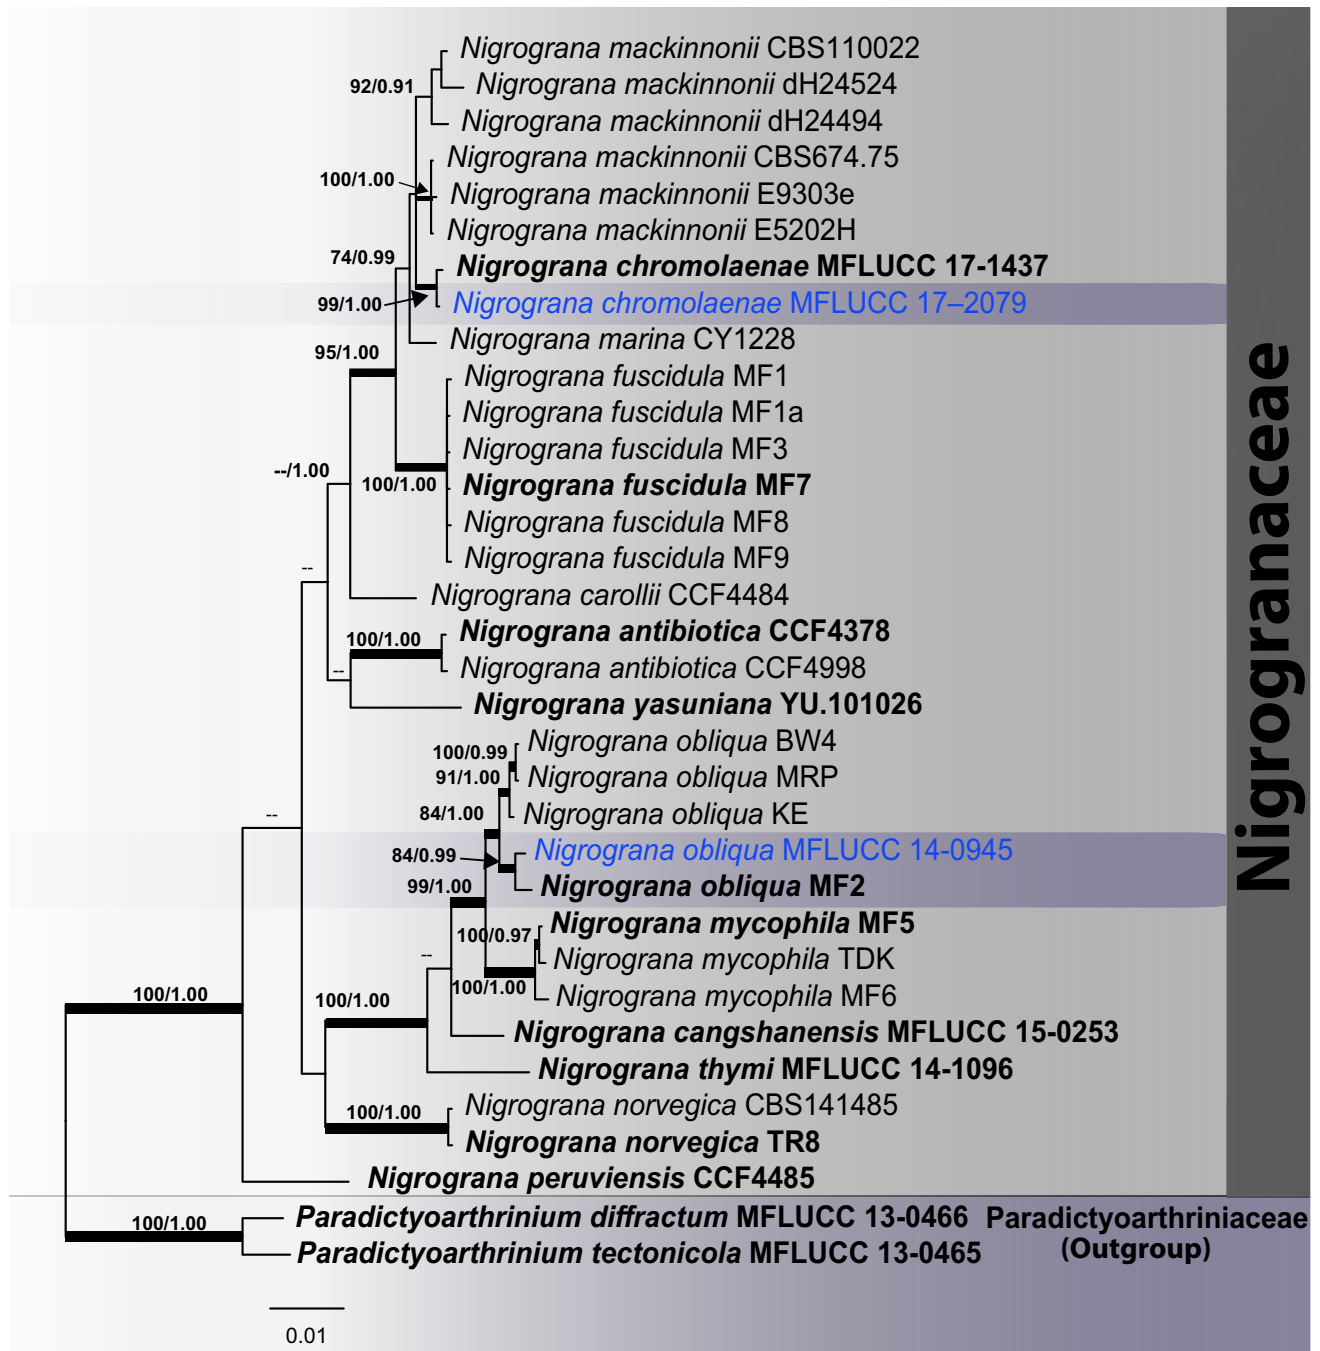 Nigrograna mackinnonii CBS110022
92/0.91
Nigrograna mackinnonii dH24524
Nigrograna mackinnonii dH24494
Nigrograna mackinnonii CBS674.75
100/1.00
Nigrograna mackinnonii E9303e
Nigrograna mackinnonii E5202H
74/0.99
Nigrograna chromolaenae MFLUCC 17-1437
99/1.00
Nigrograna chromolaenae MFLUCC 17–2079
Nigrograna marina CY1228
95/1.00
Nigrograna fuscidula MF1
Nigrograna fuscidula MF1a
Nigrograna fuscidula MF3
--/1.00
100/1.00
Nigrograna fuscidula MF7
Nigrograna fuscidula MF8
Nigrograna fuscidula MF9
--
Nigrograna carollii CCF4484
Nigrograna antibiotica CCF4378
100/1.00
Nigrograna antibiotica CCF4998
--
Nigrograna yasuniana YU.101026
Nigrograna obliqua BW4
100/0.99
Nigrograna obliqua MRP
91/1.00
Nigrograna obliqua KE
84/1.00
--
Nigrograna obliqua MFLUCC 14-0945
84/0.99
Nigrograna obliqua MF2
99/1.00
Nigrograna mycophila MF5
100/0.97
Nigrograna mycophila TDK
--
100/1.00
Nigrograna mycophila MF6
100/1.00
100/1.00
Nigrograna cangshanensis MFLUCC 15-0253
Nigrograna thymi MFLUCC 14-1096
Nigrograna norvegica CBS141485
100/1.00
Nigrograna norvegica TR8
Nigrograna peruviensis CCF4485
Nigrogranaceae
Paradictyoarthrinium diffractum MFLUCC 13-0466
100/1.00
Paradictyoarthrinium tectonicola MFLUCC 13-0465
Paradictyoarthriniaceae
(Outgroup)
0.01